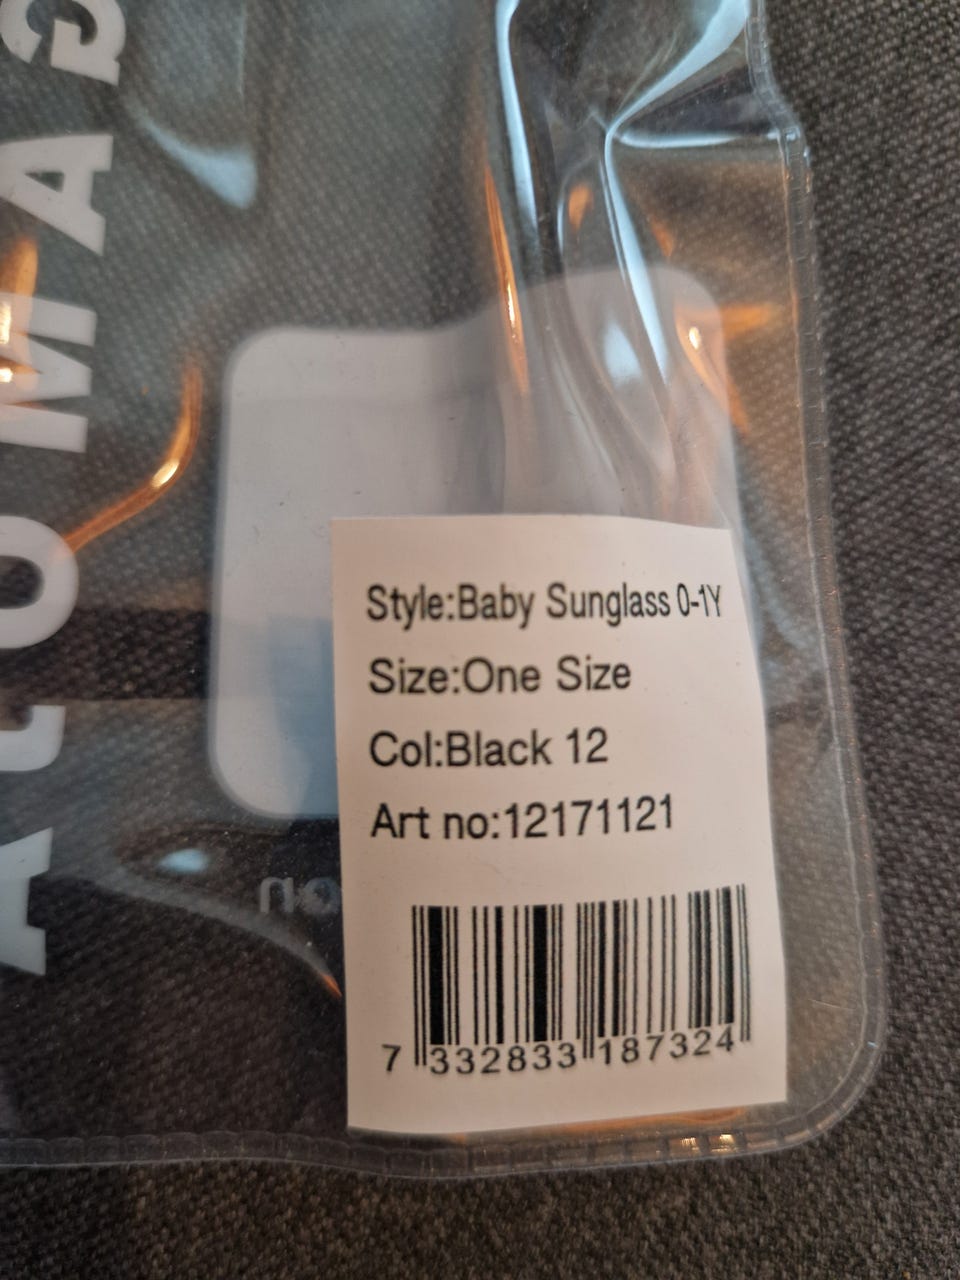 Style:Baby Sunglass 0-1Y
Size:One Size
Col:Black 12
Art no:12171121
7 332833 187324